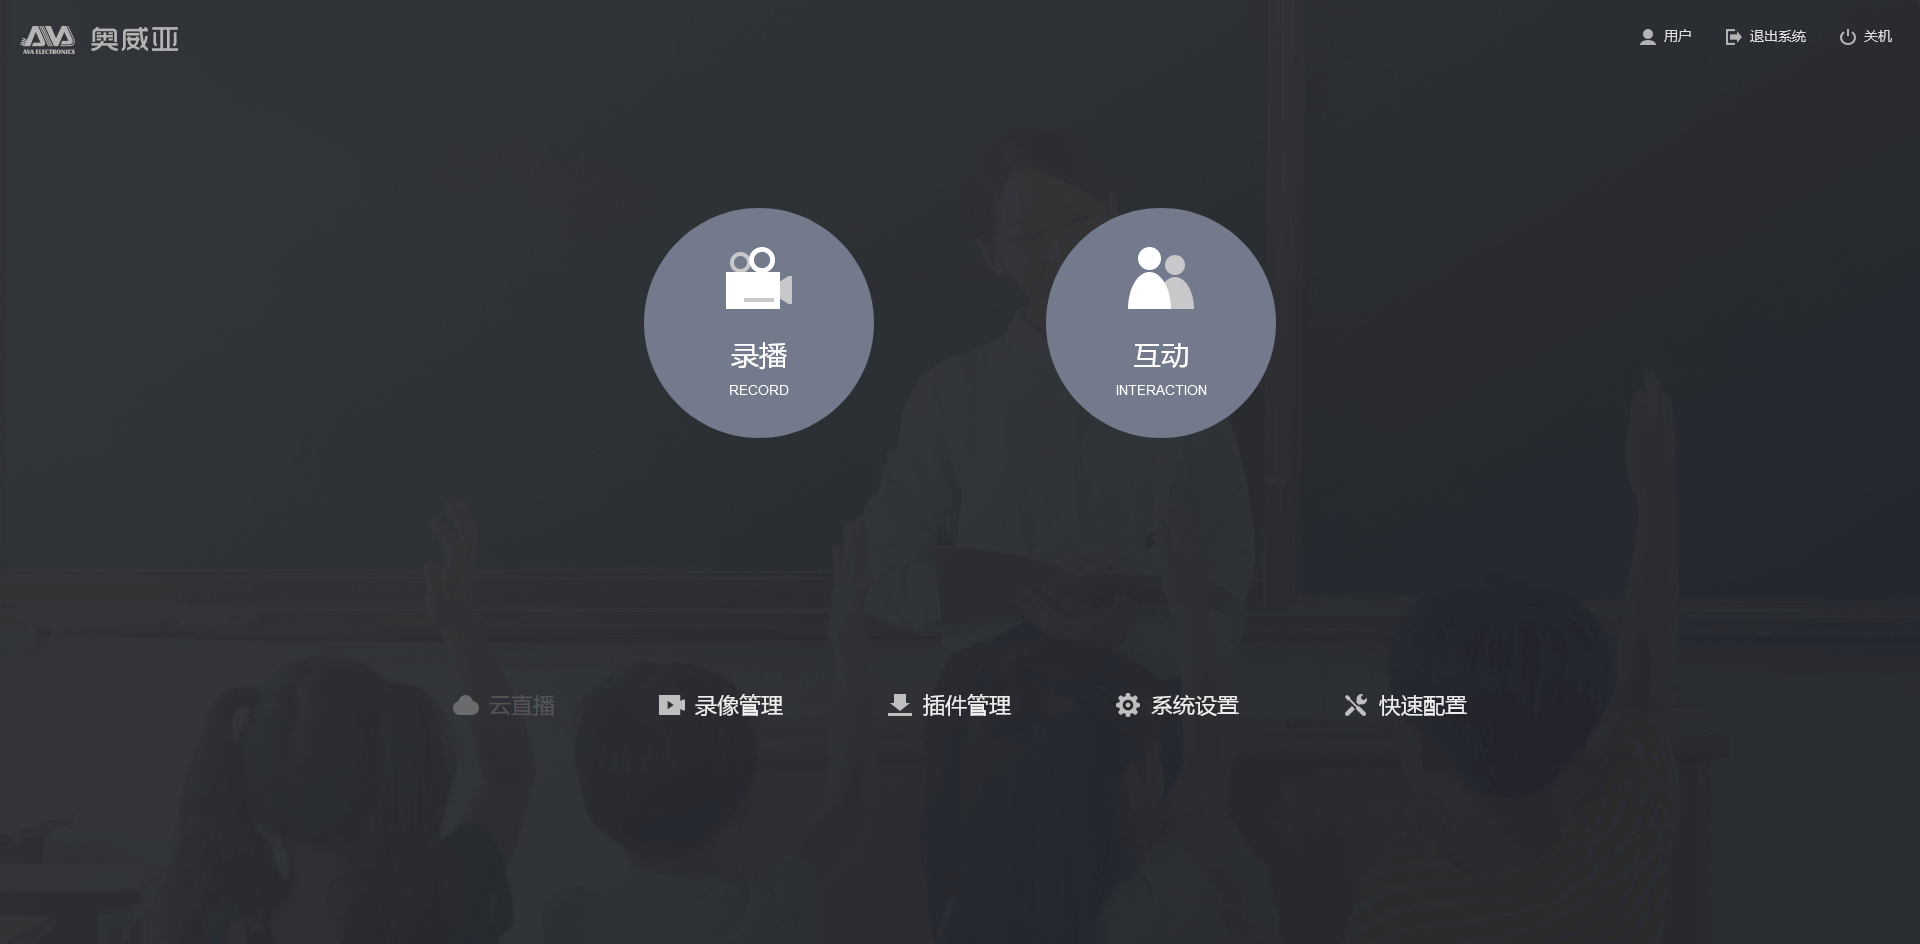 AVA ELECTRONICS
奥威亚
用户
退出系统
关机
录播
RECORD
互动
INTERACTION
云直播
录像管理
插件管理
系统设置
快速配置